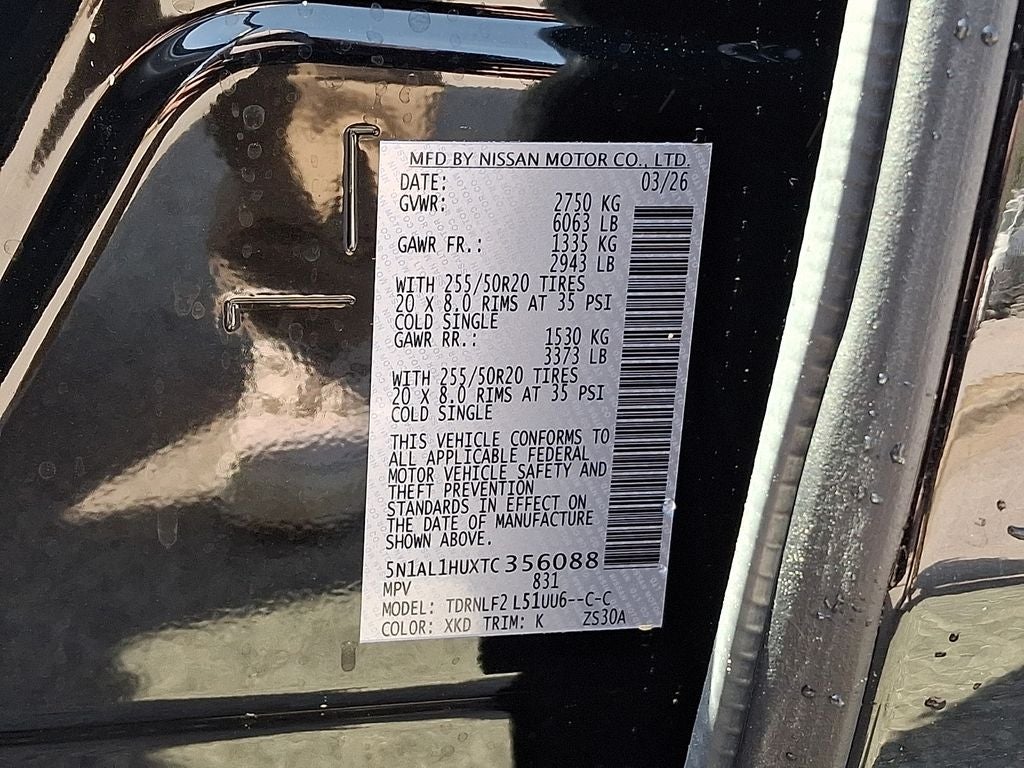 MFD BY NISSAN MOTOR CO., LTD.
DATE: 03/26
GVWR: 2750 KG
6063 LB
GAWR FR.: 1335 KG
2943 LB
WITH 255/50R20 TIRES
20 X 8.0 RIMS AT 35 PSI
COLD SINGLE
GAWR RR.: 1530 KG
3373 LB
WITH 255/50R20 TIRES
20 X 8.0 RIMS AT 35 PSI
COLD SINGLE
THIS VEHICLE CONFORMS TO
ALL APPLICABLE FEDERAL
MOTOR VEHICLE SAFETY AND
THEFT PREVENTION
STANDARDS IN EFFECT ON
THE DATE OF MANUFACTURE
SHOWN ABOVE.
5N1AL1HUXTC356088
MPV 831
MODEL: TDRNLF2 L51UU6--C-C
COLOR: XKD TRIM: K ZS30A